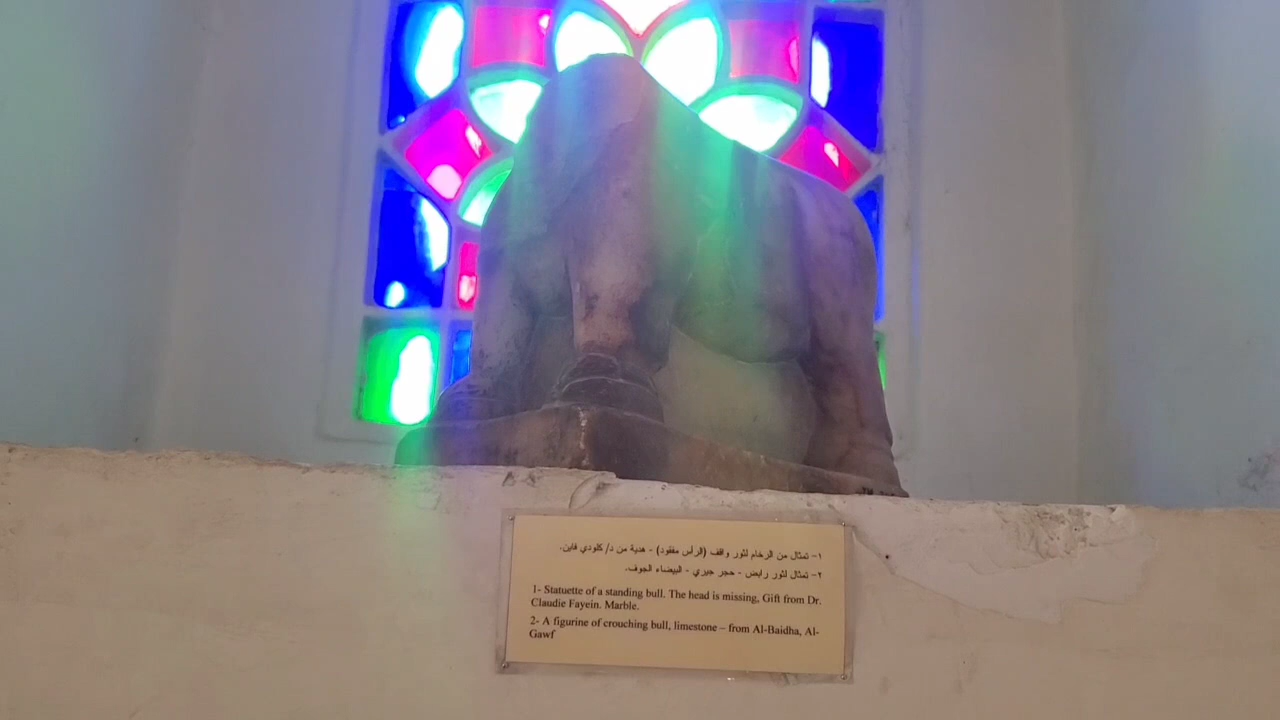 ١- تمثال من الرخام لثور واقف (الرأس مفقود) - هدية من د/ كلودي فاين.
٢- تمثال لثور رابض - حجر جيري - البيضاء الجوف.
1- Statuette of a standing bull. The head is missing, Gift from Dr.
Claudie Fayein. Marble.
2- A figurine of crouching bull, limestone – from Al-Baidha, Al-
Gawf